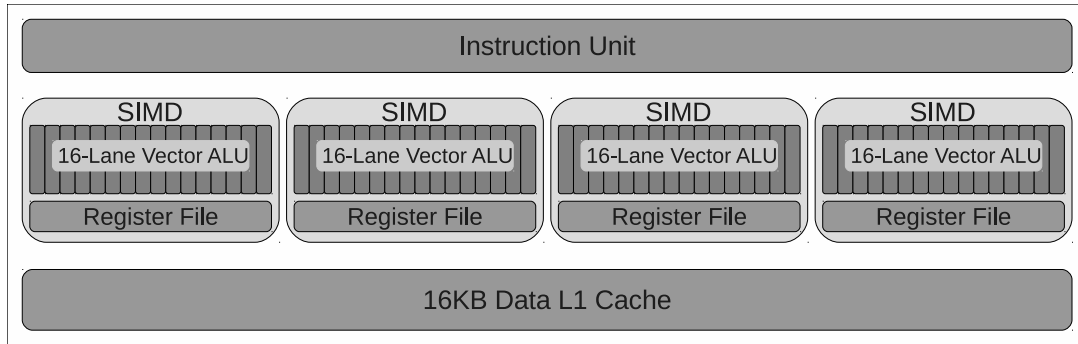 Instruction Unit
SIMD SIMD SIMD SIMD
16-Lane Vector ALU 16-Lane Vector ALU 16-Lane Vector ALU 16-Lane Vector ALU
Register File Register File Register File Register File
16KB Data L1 Cache